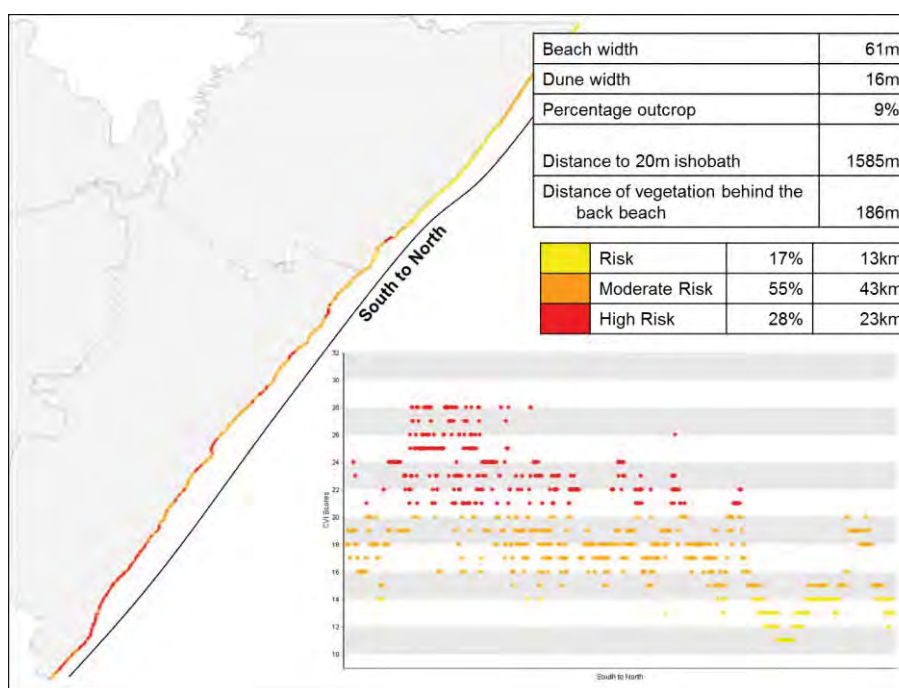 Beach width 61m
Dune width 16m
Percentage outcrop 9%
Distance to 20m ishobath 1585m
Distance of vegetation behind the
back beach 186m
Risk 17% 13km
Moderate Risk 55% 43km
High Risk 28% 23km
South to North
32
30
28
26
24
22
20
18
16
14
12
10
CVI Scores
South to North